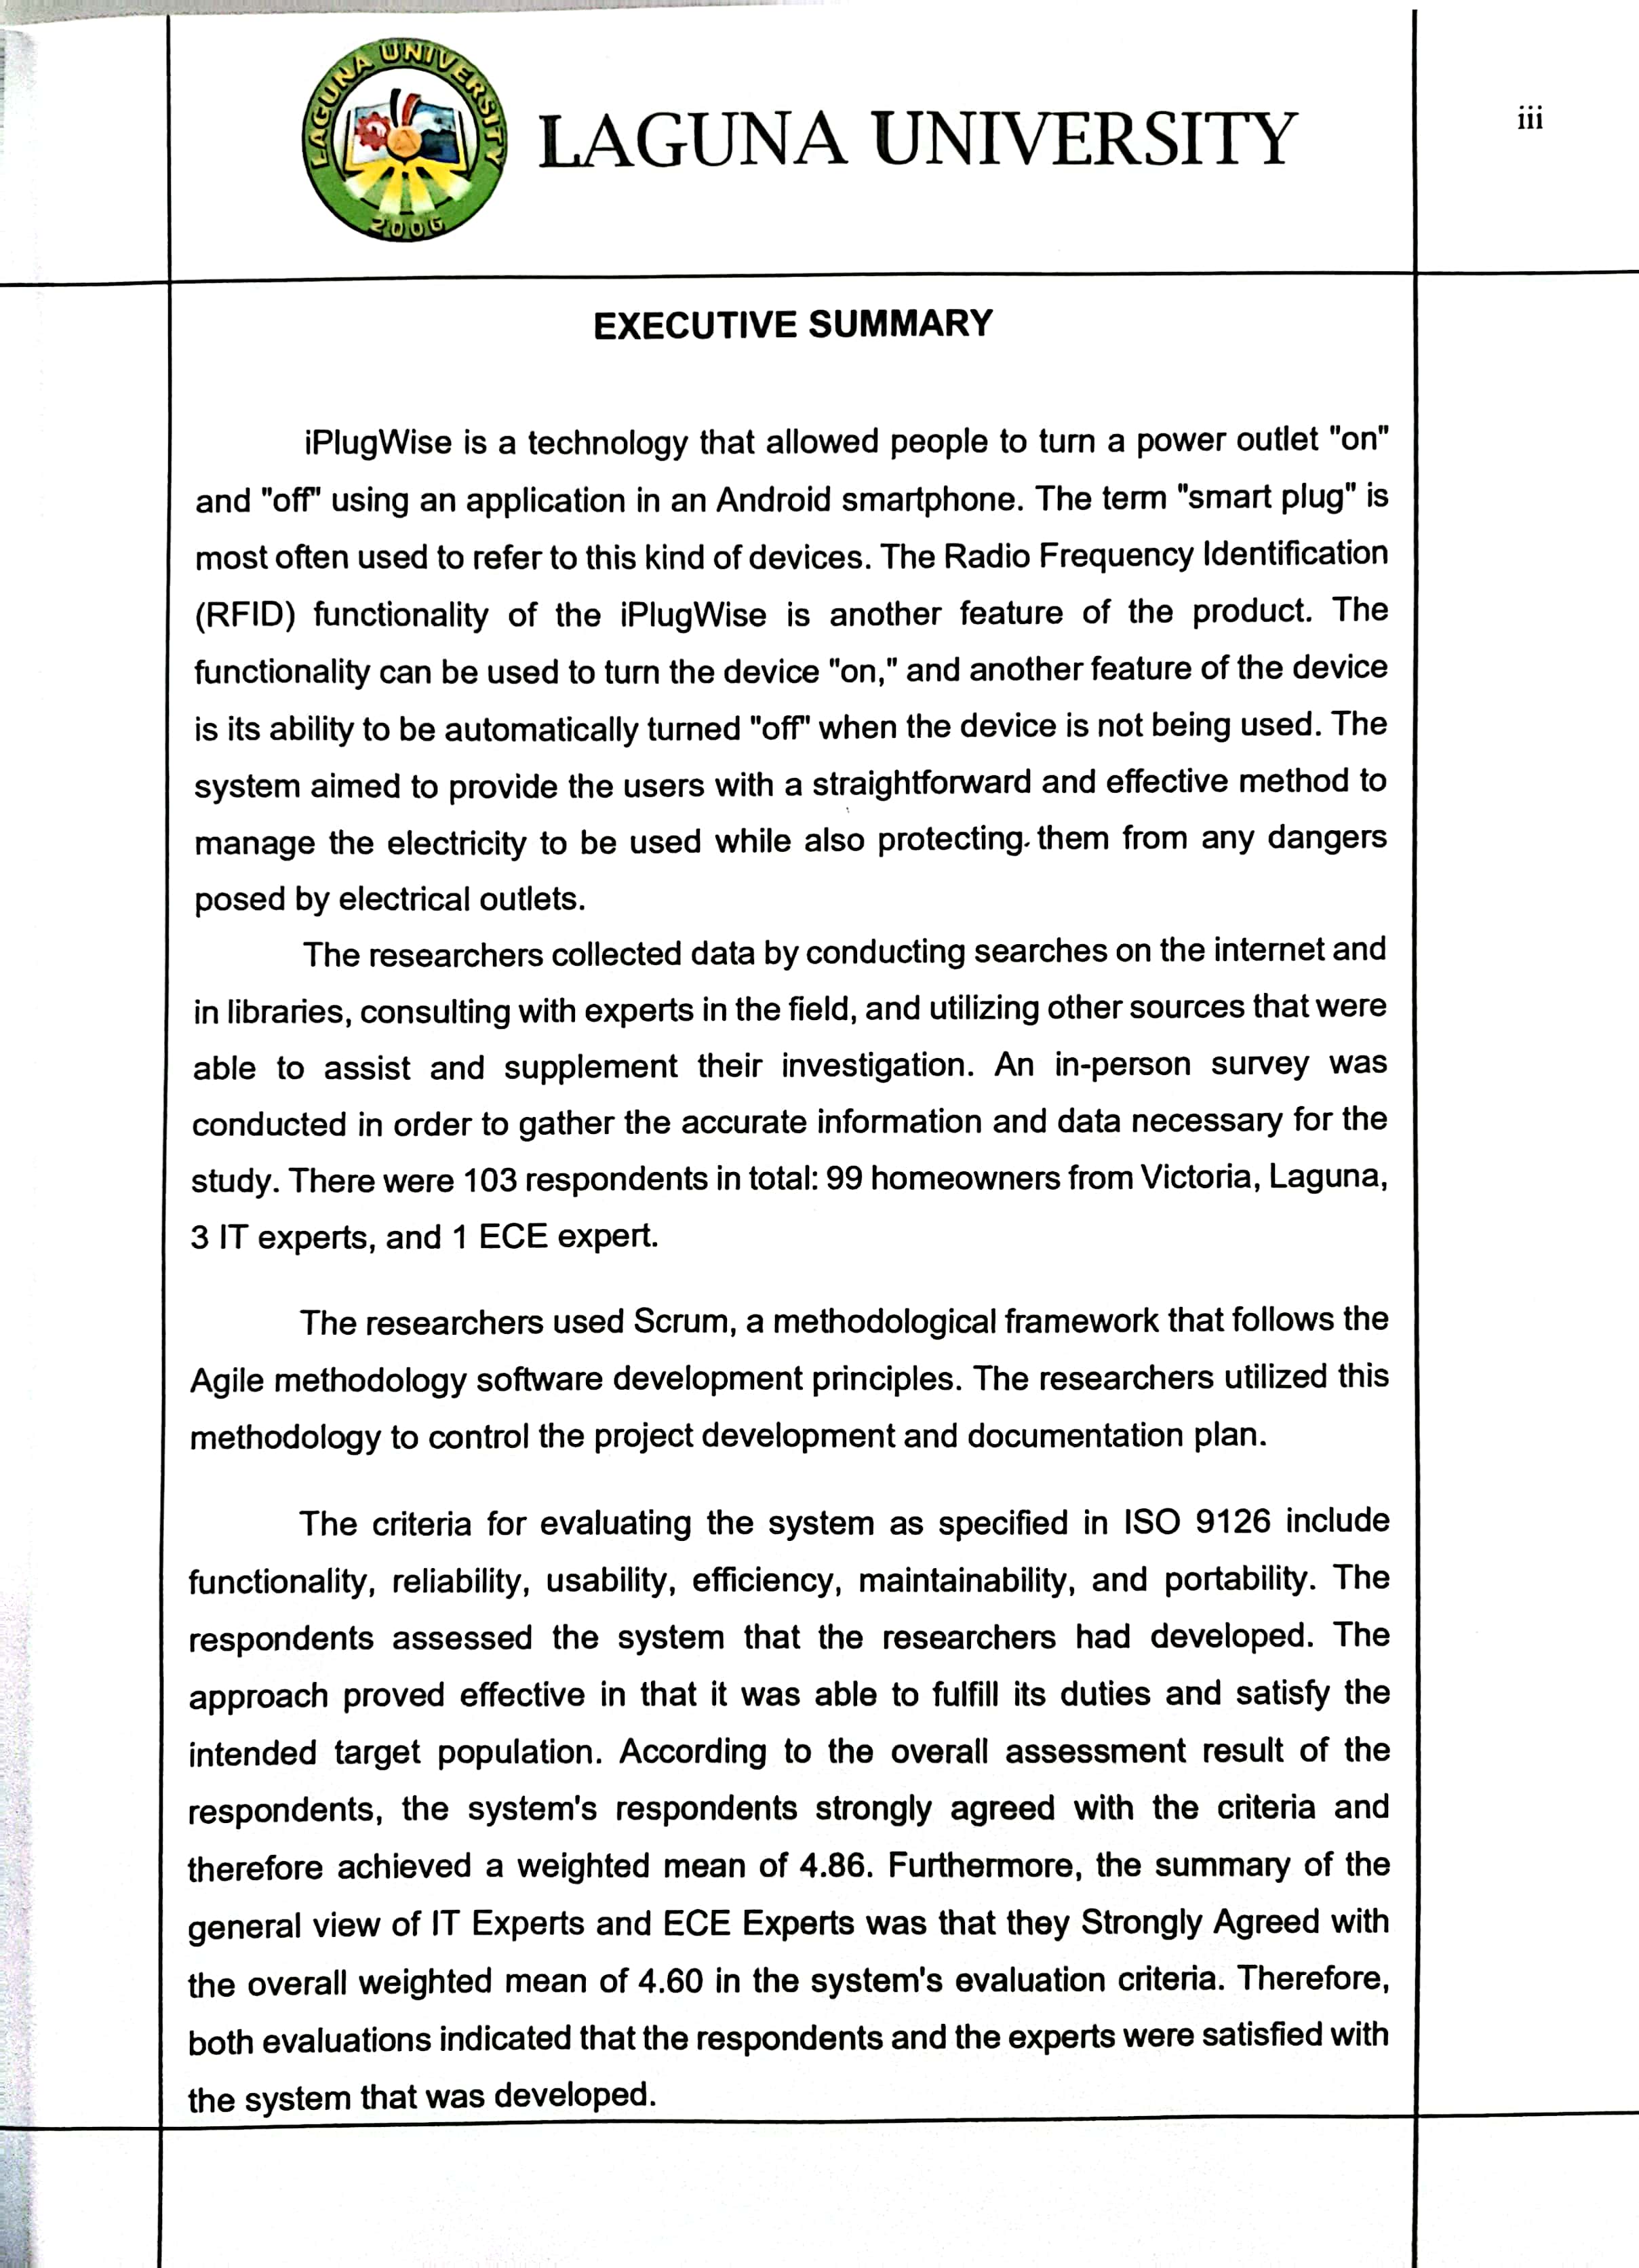 LAGUNA UNIVERSITY
2006
LAGUNA UNIVERSITY
iii
EXECUTIVE SUMMARY
iPlugWise is a technology that allowed people to turn a power outlet "on"
and "off" using an application in an Android smartphone. The term "smart plug" is
most often used to refer to this kind of devices. The Radio Frequency Identification
(RFID) functionality of the iPlugWise is another feature of the product. The
functionality can be used to turn the device "on," and another feature of the device
is its ability to be automatically turned "off" when the device is not being used. The
system aimed to provide the users with a straightforward and effective method to
manage the electricity to be used while also protecting them from any dangers
posed by electrical outlets.
The researchers collected data by conducting searches on the internet and
in libraries, consulting with experts in the field, and utilizing other sources that were
able to assist and supplement their investigation. An in-person survey was
conducted in order to gather the accurate information and data necessary for the
study. There were 103 respondents in total: 99 homeowners from Victoria, Laguna,
3 IT experts, and 1 ECE expert.
The researchers used Scrum, a methodological framework that follows the
Agile methodology software development principles. The researchers utilized this
methodology to control the project development and documentation plan.
The criteria for evaluating the system as specified in ISO 9126 include
functionality, reliability, usability, efficiency, maintainability, and portability. The
respondents assessed the system that the researchers had developed. The
approach proved effective in that it was able to fulfill its duties and satisfy the
intended target population. According to the overall assessment result of the
respondents, the system's respondents strongly agreed with the criteria and
therefore achieved a weighted mean of 4.86. Furthermore, the summary of the
general view of IT Experts and ECE Experts was that they Strongly Agreed with
the overall weighted mean of 4.60 in the system's evaluation criteria. Therefore,
both evaluations indicated that the respondents and the experts were satisfied with
the system that was developed.